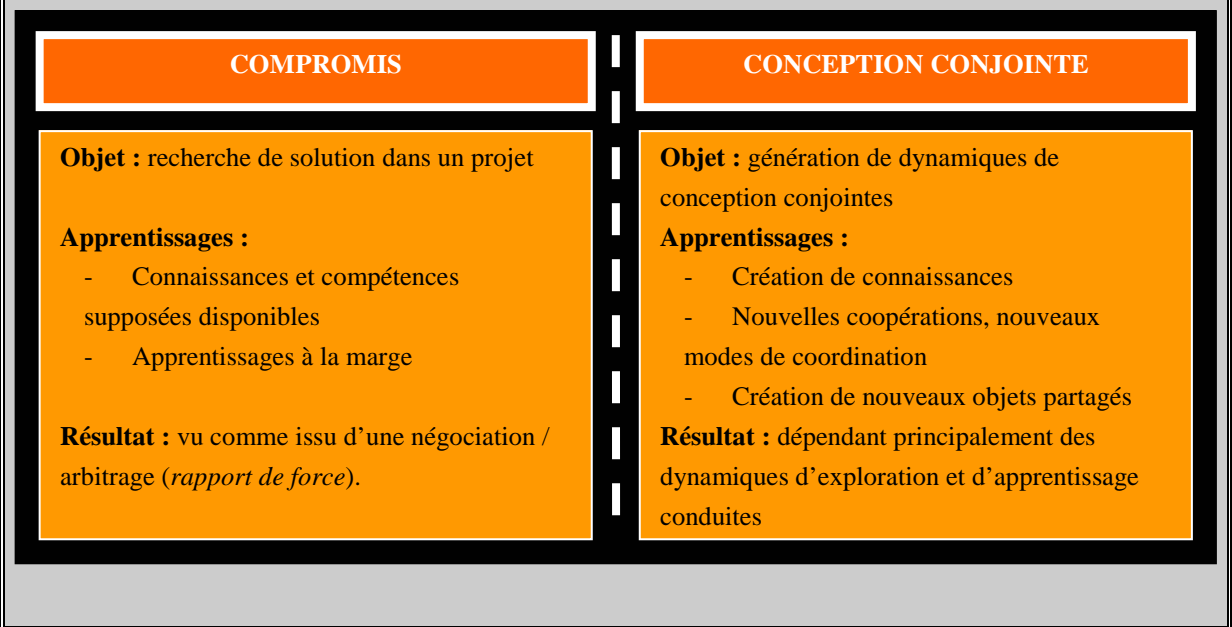 COMPROMIS
Objet : recherche de solution dans un projet
Apprentissages :
- Connaissances et compétences
supposées disponibles
- Apprentissages à la marge
Résultat : vu comme issu d’une négociation /
arbitrage (rapport de force).
CONCEPTION CONJOINTE
Objet : génération de dynamiques de
conception conjointes
Apprentissages :
- Création de connaissances
- Nouvelles coopérations, nouveaux
modes de coordination
- Création de nouveaux objets partagés
Résultat : dépendant principalement des
dynamiques d’exploration et d’apprentissage
conduites